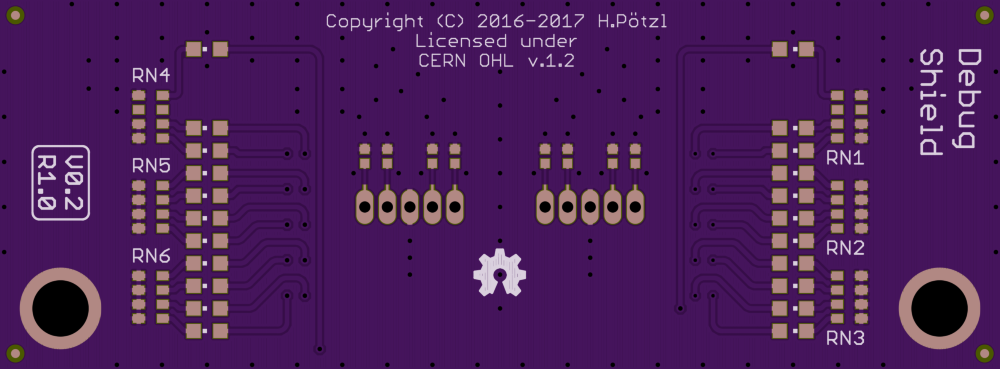 Copyright (C) 2016-2017 H.Pötzl
Licensed under
CERN OHL v.1.2
Debug
Shield
RN4
RN5
RN6
V0.2
R1.0
RN1
RN2
RN3